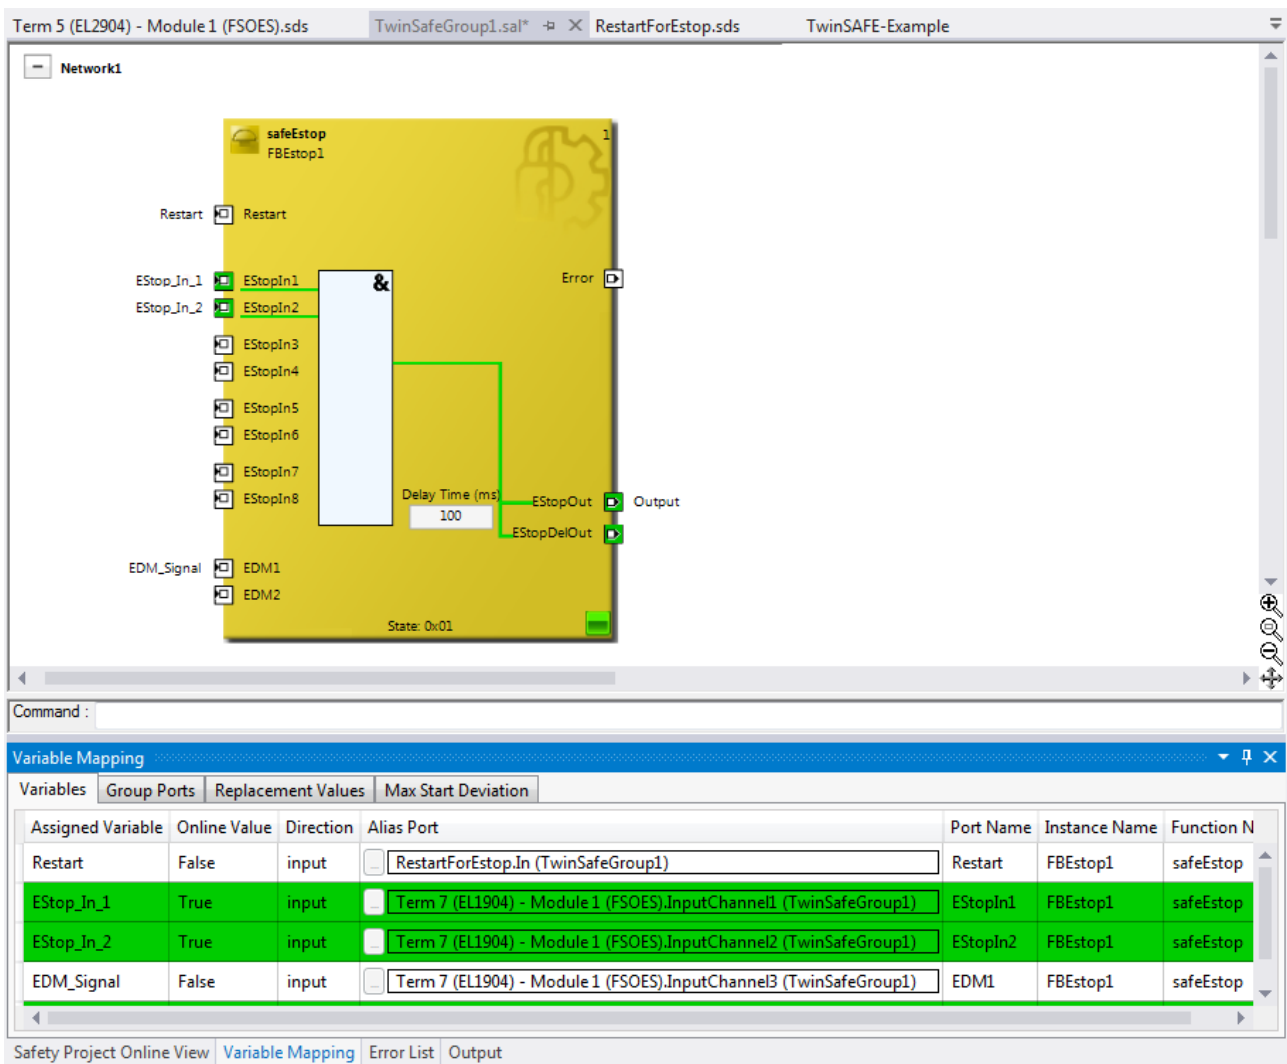 Term 5 (EL2904) - Module 1 (FSOES).sds TwinSafeGroup1.sal* RestartForEstop.sds TwinSAFE-Example
Network1
safeEstop 1
FBEstop1
Restart Restart
EStop_In_1 EStopIn1 & Error
EStop_In_2 EStopIn2
EStopIn3
EStopIn4
EStopIn5
EStopIn6
EStopIn7
EStopIn8 Delay Time (ms) EStopOut Output
100
EStopDelOut
EDM_Signal EDM1
EDM2
State: 0x01
Command :
Variable Mapping
Variables Group Ports Replacement Values Max Start Deviation
Assigned Variable Online Value Direction Alias Port Port Name Instance Name Function N
Restart False input ... RestartForEstop.In (TwinSafeGroup1) Restart FBEstop1 safeEstop
EStop_In_1 True input ... Term 7 (EL1904) - Module 1 (FSOES).InputChannel1 (TwinSafeGroup1) EStopIn1 FBEstop1 safeEstop
EStop_In_2 True input ... Term 7 (EL1904) - Module 1 (FSOES).InputChannel2 (TwinSafeGroup1) EStopIn2 FBEstop1 safeEstop
EDM_Signal False input ... Term 7 (EL1904) - Module 1 (FSOES).InputChannel3 (TwinSafeGroup1) EDM1 FBEstop1 safeEstop
Safety Project Online View Variable Mapping Error List Output